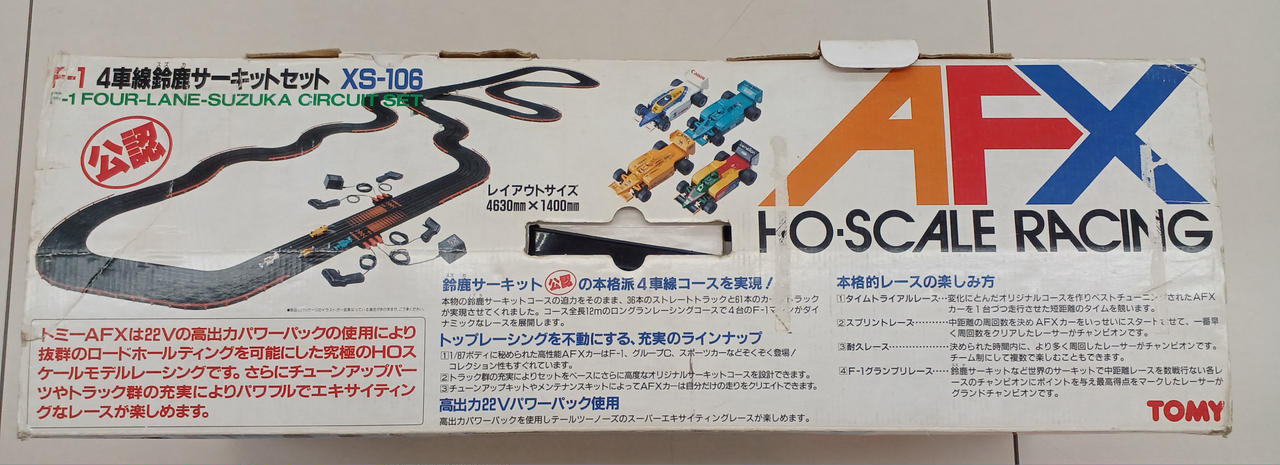 F-1 4車線鈴鹿サーキットセット XS-106
F-1 FOUR-LANE-SUZUKA CIRCUIT SET
公認
レイアウトサイズ
4630mm×1400mm
Canon
AFX
HO·SCALE RACING
トミーAFXは22Vの高出力パワーパックの使用により
抜群のロードホールディングを可能にした究極のHOス
ケールモデルレーシングです。さらにチューンアップパー
ツやトラック群の充実によりパワフルでエキサイティ
ングなレースが楽しめます。
鈴鹿サーキット公認の本格派4車線コースを実現!
本物の鈴鹿サーキットコースの迫力をそのまま、36本のストレートトラックと61本のカーブトラック
が実現させてくれました。コース全長12mのロングランレーシングコースで4台のF-1マシンがダイ
ナミックなレースを展開します。
トップレーシングを不動にする、充実のラインナップ
①1/87ボディに秘められた高性能AFXカーはF-1、グループC、スポーツカーなどぞくぞく登場!
コレクション性もすぐれています。
②トラック群の充実によりセットをベースにさらに高度なオリジナルサーキットコースを設計できます。
③チューンアップキットやメンテナンスキットによってAFXカーは自分だけの走りをクリエイトできます。
高出力22Vパワーパック使用
高出力パワーパックを使用しテールツーノーズのスーパーエキサイティングレースが楽しめます。
本格的レースの楽しみ方
①タイムトライアルレース…変化にとんだオリジナルコースを作りベストチューニングされたAFX
カーを1台づつ走行させた短距離のタイムを競います。
②スプリントレース………中距離の周回数を決めAFXカーをいっせいにスタートさせて、一番早
く周回数をクリアしたレーサーがチャンピオンです。
③耐久レース………決められた時間内に、より多く周回したレーサーがチャンピオンです。
チーム制にして複数で楽しむこともできます。
④F-1グランプリレース……鈴鹿サーキットなど世界のサーキットで中距離レースを数戦行ない各レ
ースのチャンピオンにポイントを与え最高得点をマークしたレーサーが
グランドチャンピオンです。
TOMY